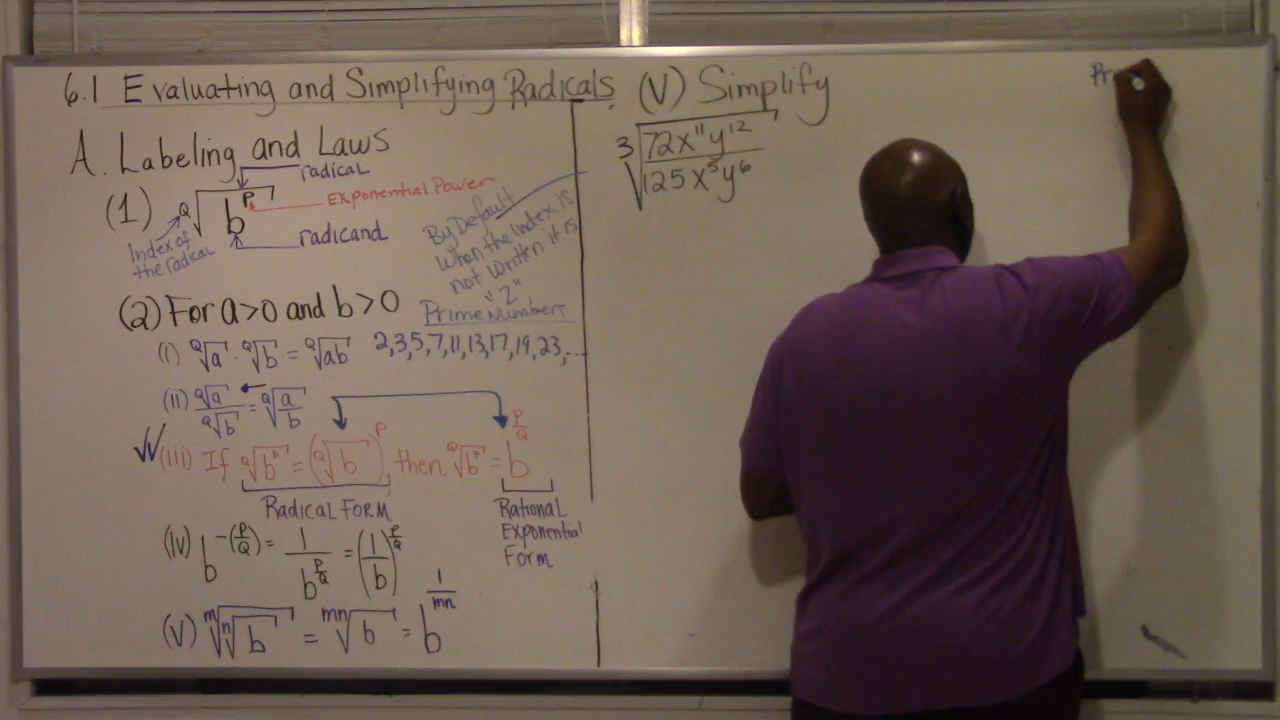 6.1 Evaluating and Simplifying Radicals
A. Labeling and Laws
radical
(1) Q√b^P
Exponential Power
Index of
the radical
radicand
By Default
when the Index is
not written it is
"2"
(2) For a>0 and b>0
Prime Numbers
2,3,5,7,11,13,17,19,23,...
(i) Q√a · Q√b = Q√ab
(ii) Q√a / Q√b = Q√(a/b)
(iii) If Q√b^P = (Q√b)^P then Q√b^P = b^(P/Q)
Radical Form
Rational
Exponential
Form
(iv) b^-(P/Q) = 1/b^(P/Q) = (1/b)^(P/Q)
(v) m√n√b = mn√b = b^(1/mn)
(V) Simplify
3√(72x^11y^12 / 125x^5y^6)